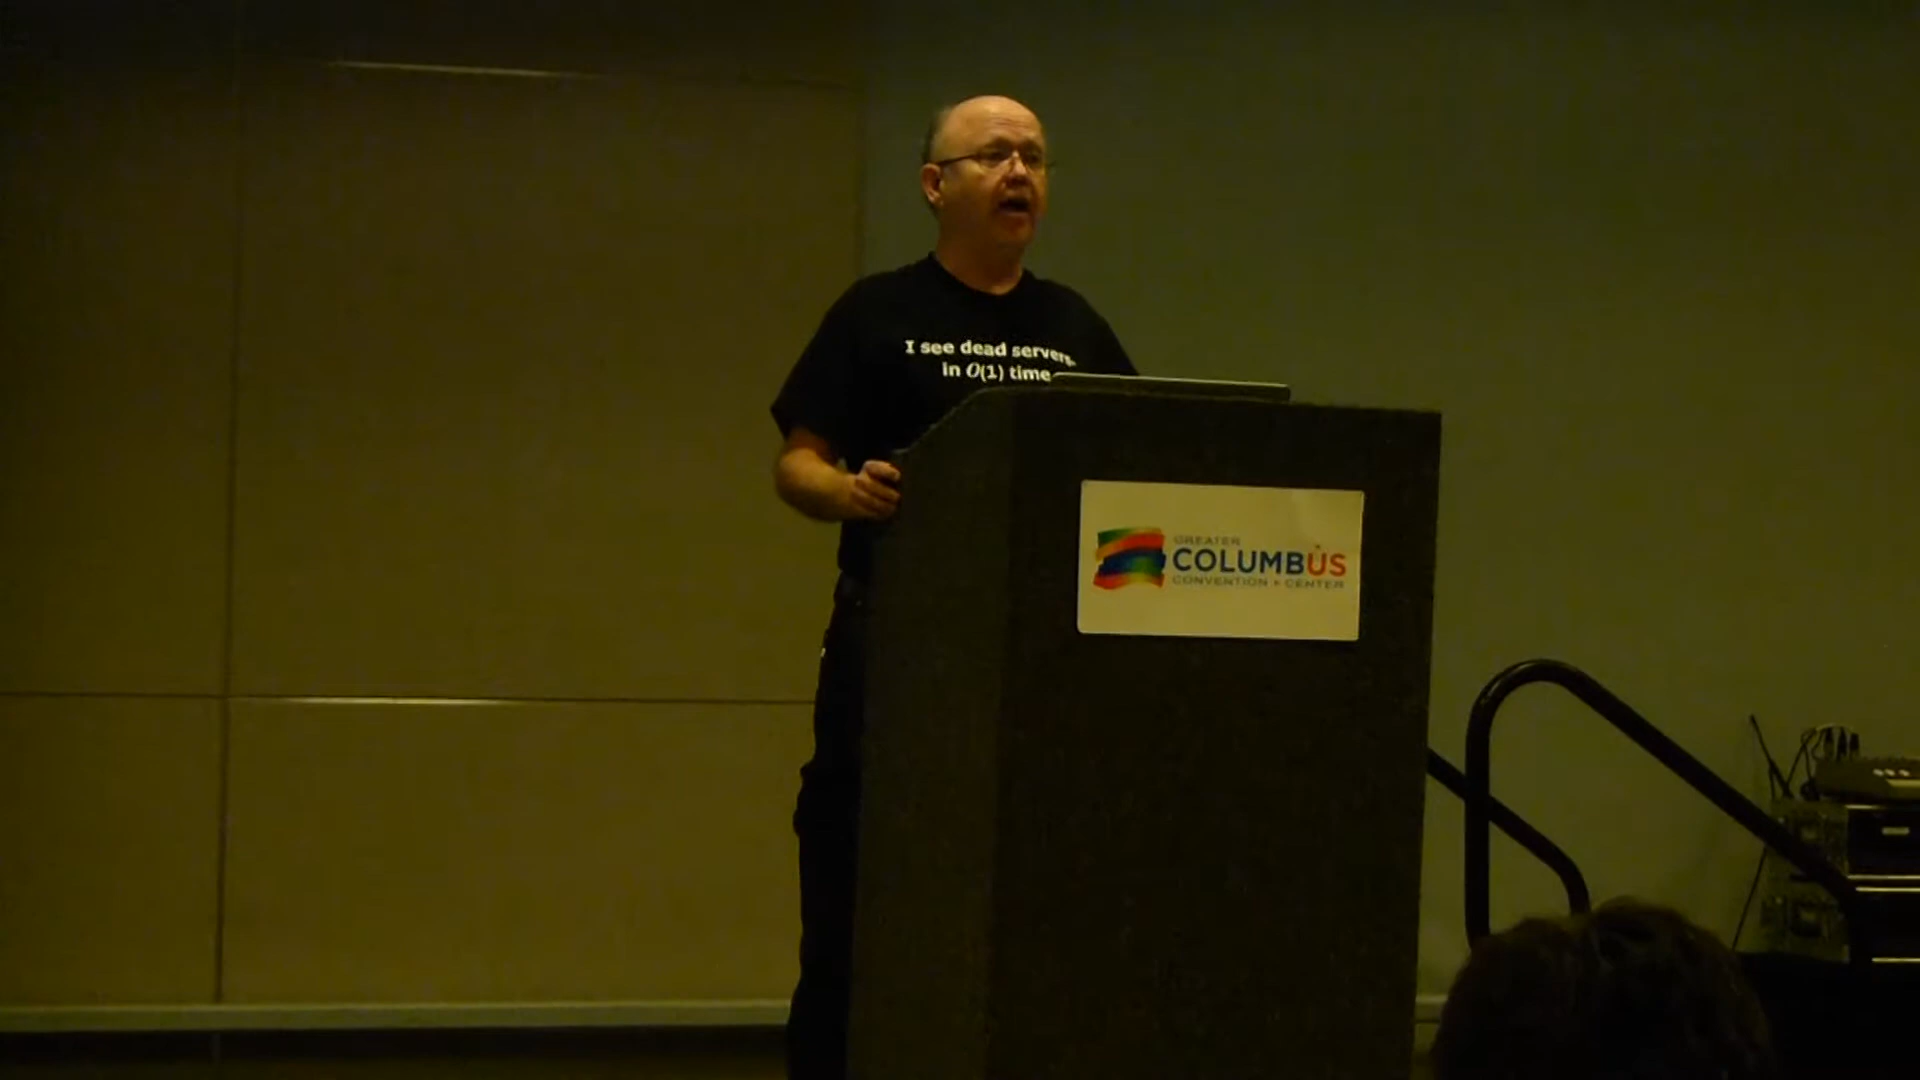 I see dead servers.
in O(1) time
GREATER
COLUMBUS
CONVENTION CENTER